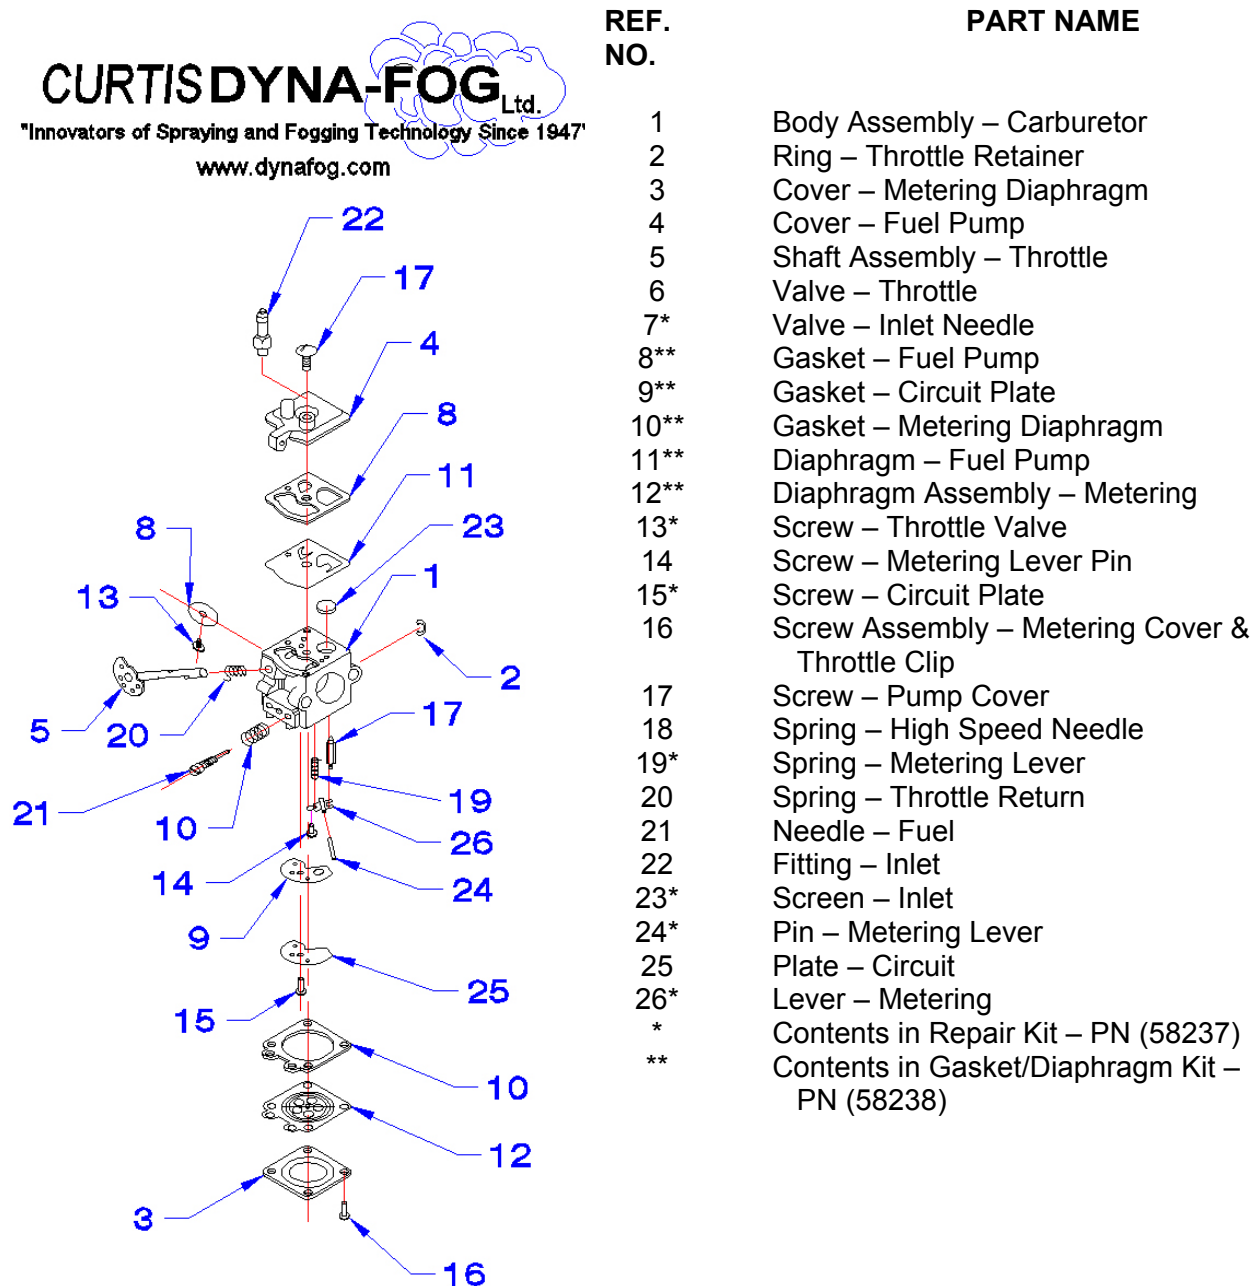 CURTIS DYNA-FOG Ltd.
"Innovators of Spraying and Fogging Technology Since 1947'
www.dynafog.com
22
17
4
8
11
8
23
13
1
2
5
20
17
21
10
19
26
14
24
9
25
15
10
12
3
16
REF. NO. PART NAME
1 Body Assembly – Carburetor
2 Ring – Throttle Retainer
3 Cover – Metering Diaphragm
4 Cover – Fuel Pump
5 Shaft Assembly – Throttle
6 Valve – Throttle
7* Valve – Inlet Needle
8** Gasket – Fuel Pump
9** Gasket – Circuit Plate
10** Gasket – Metering Diaphragm
11** Diaphragm – Fuel Pump
12** Diaphragm Assembly – Metering
13* Screw – Throttle Valve
14 Screw – Metering Lever Pin
15* Screw – Circuit Plate
16 Screw Assembly – Metering Cover &
Throttle Clip
17 Screw – Pump Cover
18 Spring – High Speed Needle
19* Spring – Metering Lever
20 Spring – Throttle Return
21 Needle – Fuel
22 Fitting – Inlet
23* Screen – Inlet
24* Pin – Metering Lever
25 Plate – Circuit
26* Lever – Metering
* Contents in Repair Kit – PN (58237)
** Contents in Gasket/Diaphragm Kit –
PN (58238)